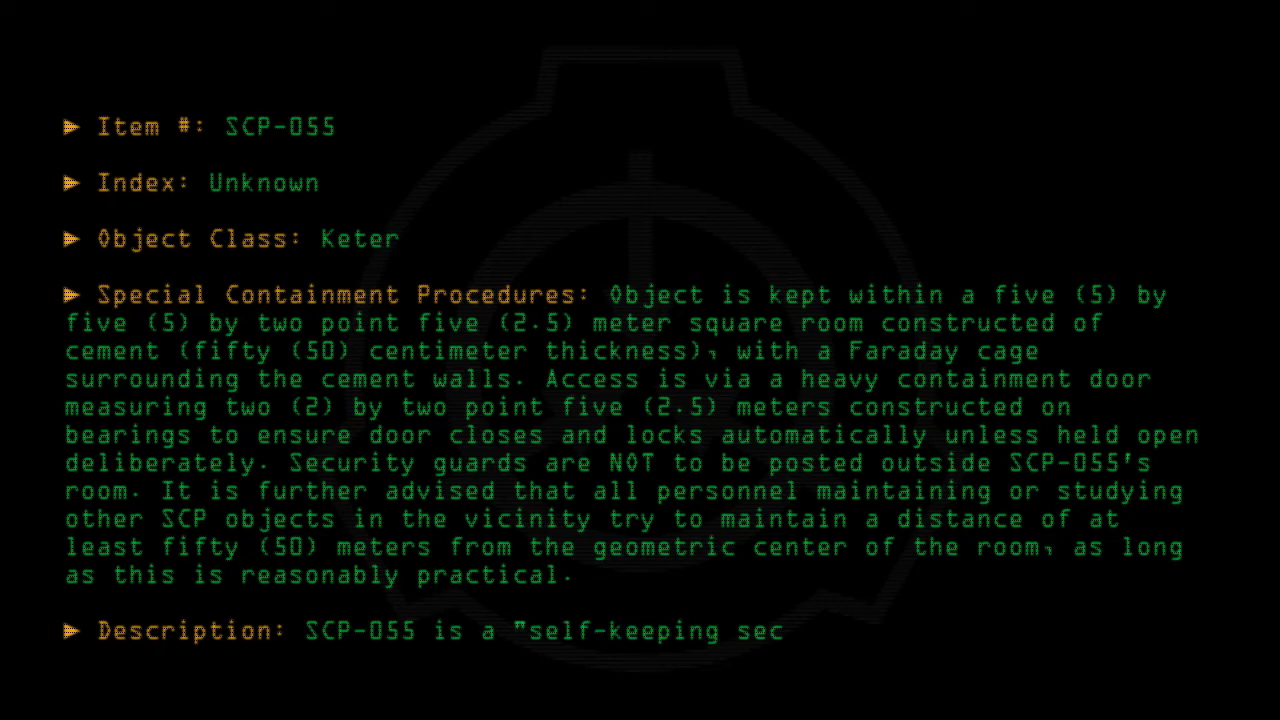 ► Item #: SCP-055
► Index: Unknown
► Object Class: Keter
► Special Containment Procedures: Object is kept within a five (5) by
five (5) by two point five (2.5) meter square room constructed of
cement (fifty (50) centimeter thickness), with a Faraday cage
surrounding the cement walls. Access is via a heavy containment door
measuring two (2) by two point five (2.5) meters constructed on
bearings to ensure door closes and locks automatically unless held open
deliberately. Security guards are NOT to be posted outside SCP-055's
room. It is further advised that all personnel maintaining or studying
other SCP objects in the vicinity try to maintain a distance of at
least fifty (50) meters from the geometric center of the room, as long
as this is reasonably practical.
► Description: SCP-055 is a "self-keeping sec